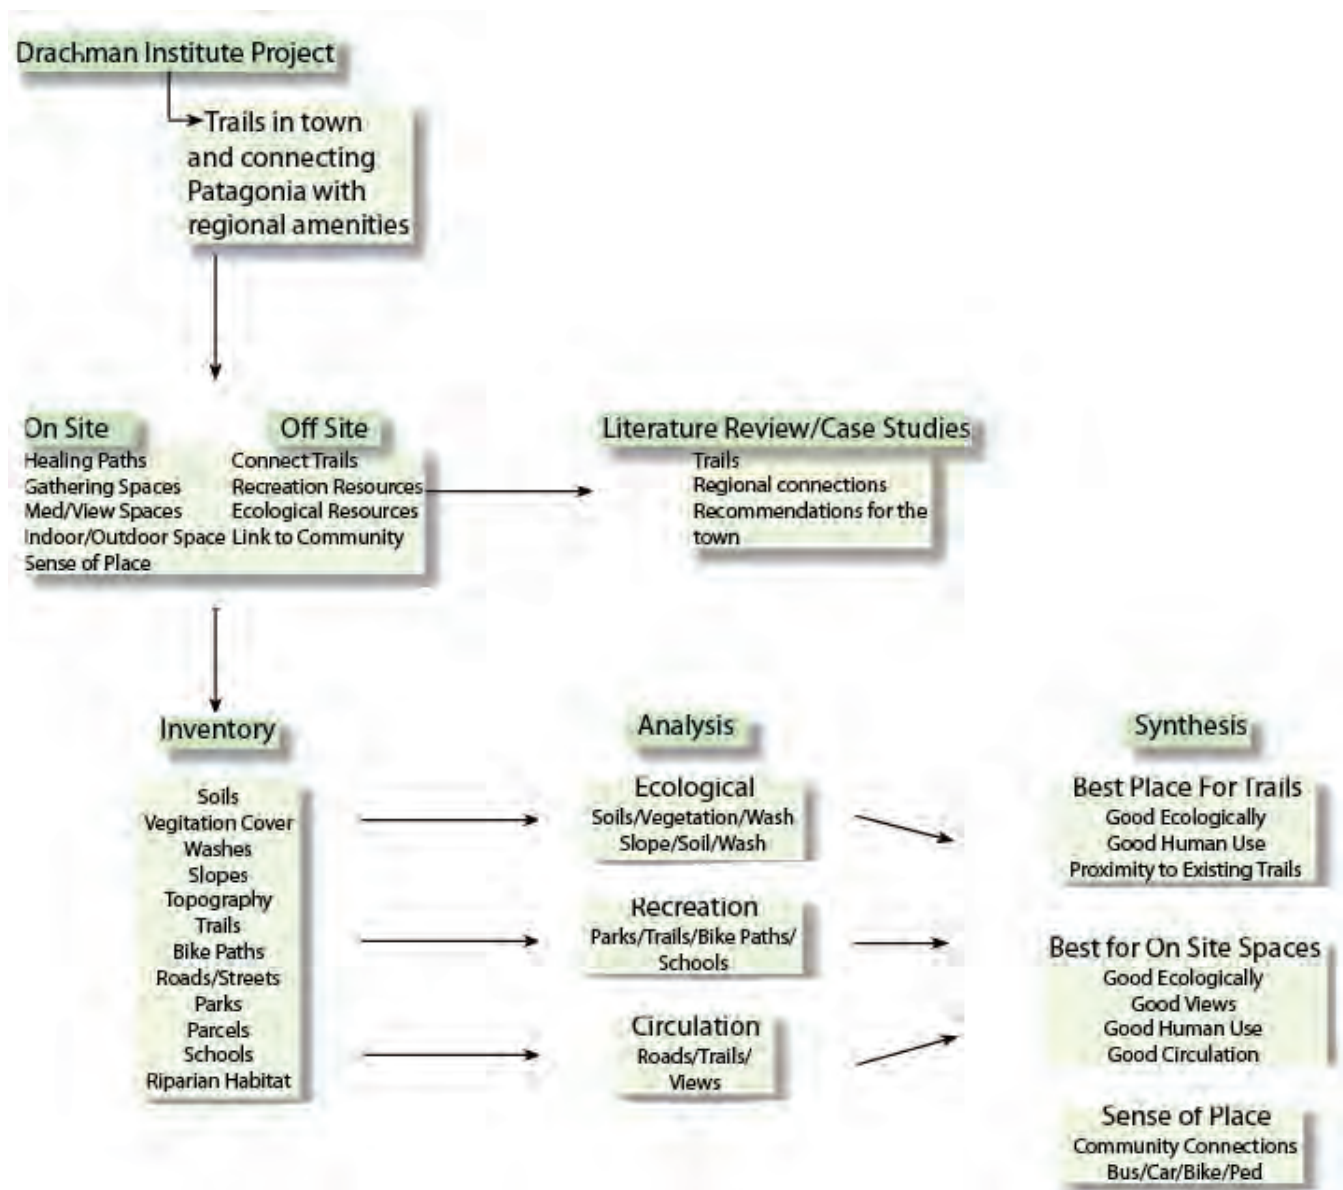 Drachman Institute Project
Trails in town
and connecting
Patagonia with
regional amenities
On Site
Healing Paths
Gathering Spaces
Med/View Spaces
Indoor/Outdoor Space
Sense of Place
Off Site
Connect Trails
Recreation Resources
Ecological Resources
Link to Community
Literature Review/Case Studies
Trails
Regional connections
Recommendations for the
town
Inventory
Soils
Vegitation Cover
Washes
Slopes
Topography
Trails
Bike Paths
Roads/Streets
Parks
Parcels
Schools
Riparian Habitat
Analysis
Ecological
Soils/Vegetation/Wash
Slope/Soil/Wash
Recreation
Parks/Trails/Bike Paths/
Schools
Circulation
Roads/Trails/
Views
Synthesis
Best Place For Trails
Good Ecologically
Good Human Use
Proximity to Existing Trails
Best for On Site Spaces
Good Ecologically
Good Views
Good Human Use
Good Circulation
Sense of Place
Community Connections
Bus/Car/Bike/Ped